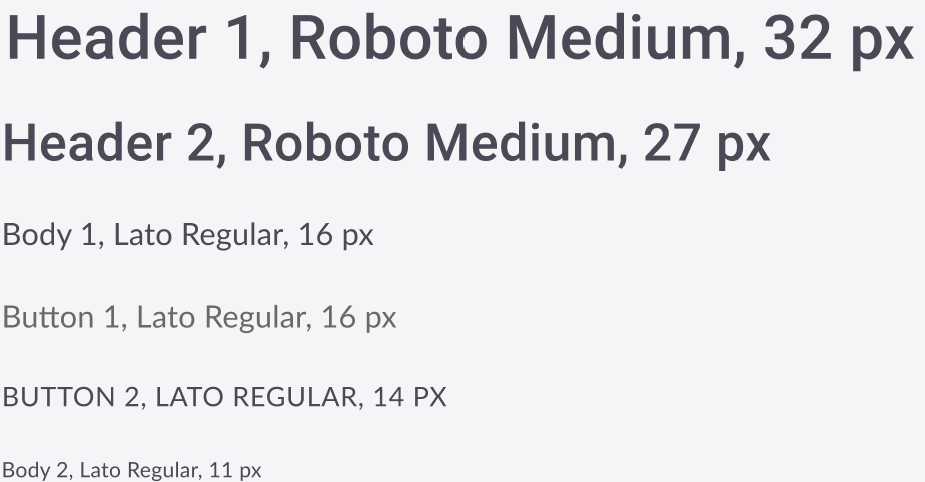 Header 1, Roboto Medium, 32 px
Header 2, Roboto Medium, 27 px
Body 1, Lato Regular, 16 px
Button 1, Lato Regular, 16 px
BUTTON 2, LATO REGULAR, 14 PX
Body 2, Lato Regular, 11 px